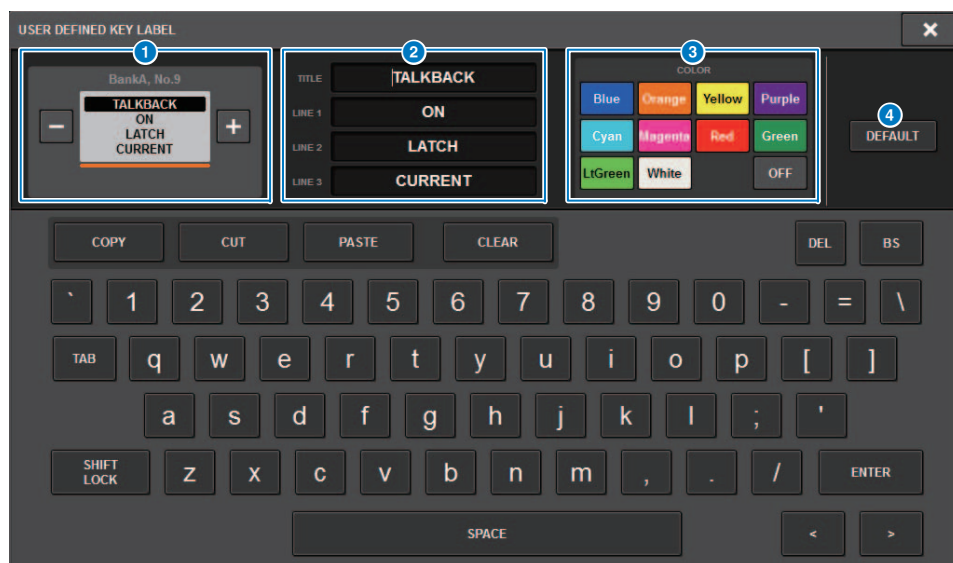 USER DEFINED KEY LABEL
×
1
BankA, No.9
−
TALKBACK
ON
LATCH
CURRENT
+
2
TITLE TALKBACK
LINE 1 ON
LINE 2 LATCH
LINE 3 CURRENT
3
COLOR
Blue Orange Yellow Purple
Cyan Magenta Red Green
LtGreen White OFF
4
DEFAULT
COPY CUT PASTE CLEAR DEL BS
` 1 2 3 4 5 6 7 8 9 0 - = \
TAB q w e r t y u i o p [ ]
a s d f g h j k l ; '
SHIFT LOCK z x c v b n m , . / ENTER
SPACE < >